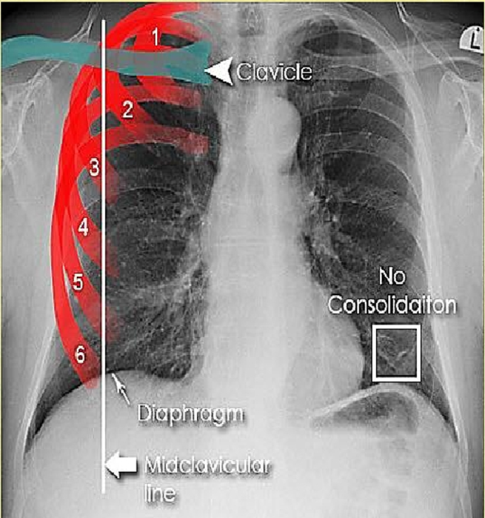 1
Clavicle
L
2
3
4
5
6
No
Consolidaiton
Diaphragm
Midclavicular
line